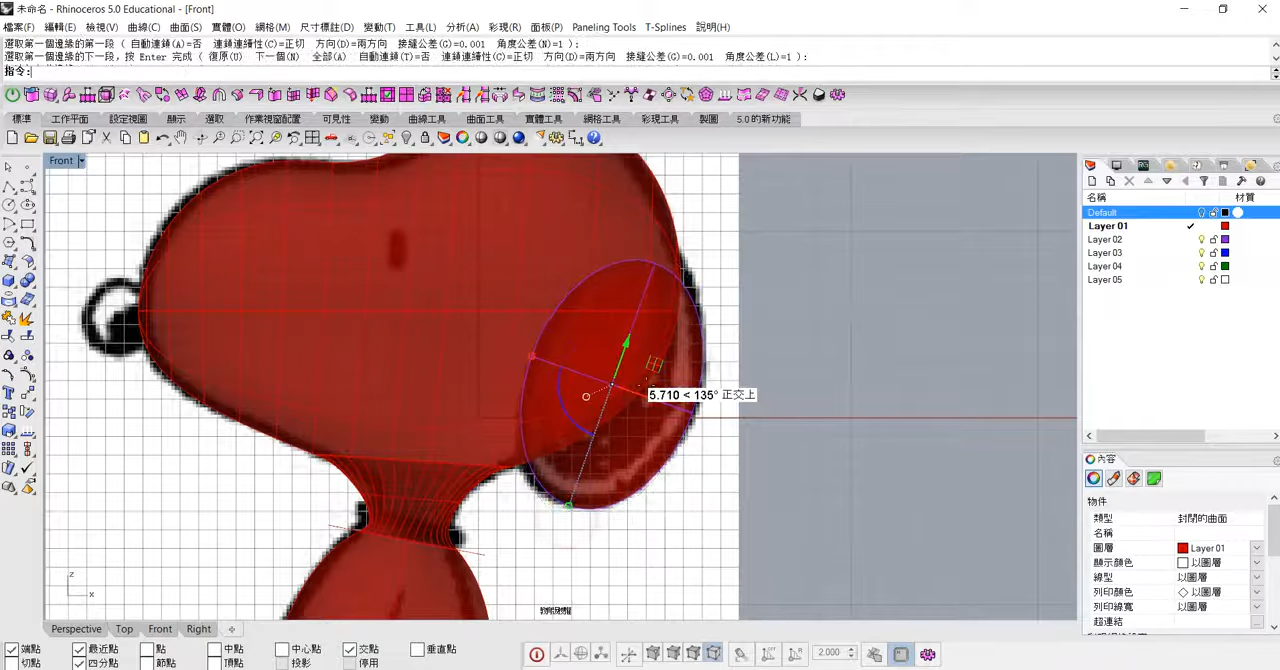 未命名 - Rhinoceros 5.0 Educational - [Front]
檔案(F) 編輯(E) 檢視(V) 曲線(C) 曲面(S) 實體(O) 網格(M) 尺寸標註(D) 變動(T) 工具(L) 分析(A) 彩現(R) 面板(P) Paneling Tools T-Splines 說明(H)
選取第一個邊緣的第一段 ( 自動連鎖(A)=否 連鎖連續性(C)=正切 方向(D)=兩方向 接縫公差(G)=0.001 角度公差(N)=1 ):
選取第一個邊緣的下一段，按 Enter 完成 ( 復原(U) 下一個(N) 全部(A) 自動連鎖(T)=否 連鎖連續性(C)=正切 方向(D)=兩方向 接縫公差(G)=0.001 角度公差(L)=1 ):
指令:
標準 工作平面 設定視圖 顯示 選取 作業視窗配置 可見性 變動 曲線工具 曲面工具 實體工具 網格工具 彩現工具 製圖 5.0 的新功能
Front
名稱 材質
Default
Layer 01
Layer 02
Layer 03
Layer 04
Layer 05
5.710 < 135° 正交上
內容
物件
類型 封閉的曲面
名稱
圖層 Layer 01
顯示顏色 以圖層
線型 以圖層
列印顏色 以圖層
列印線寬 以圖層
超連結
z
x
Perspective Top Front Right
端點 最近點 點 中點 中心點 交點 垂直點
切點 四分點 節點 頂點 投影 停用
2.000